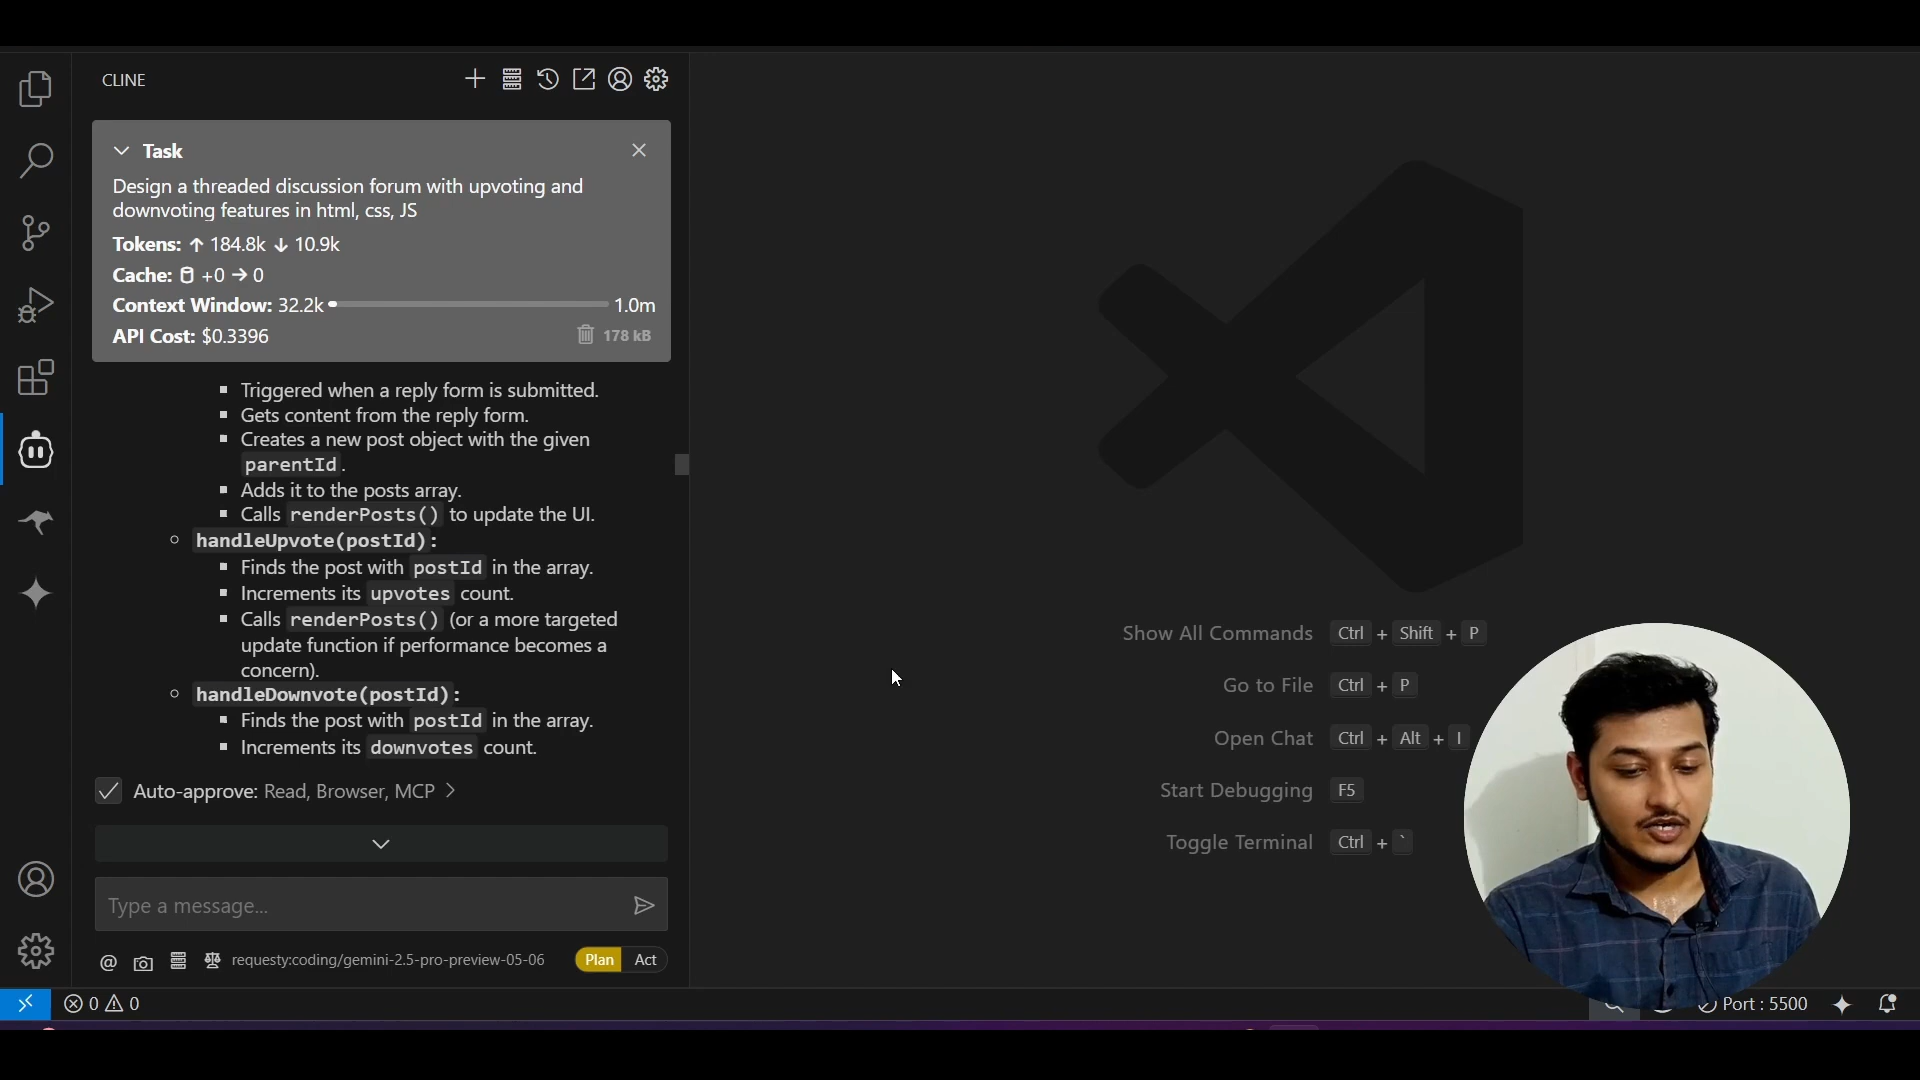 CLINE
Task
Design a threaded discussion forum with upvoting and
downvoting features in html, css, JS
Tokens: ↑ 184.8k ↓ 10.9k
Cache: +0 → 0
Context Window: 32.2k 1.0m
API Cost: $0.3396 178 kB
▪ Triggered when a reply form is submitted.
▪ Gets content from the reply form.
▪ Creates a new post object with the given
parentId.
▪ Adds it to the posts array.
▪ Calls renderPosts() to update the UI.
○ handleUpvote(postId):
▪ Finds the post with postId in the array.
▪ Increments its upvotes count.
▪ Calls renderPosts() (or a more targeted
update function if performance becomes a
concern).
○ handleDownvote(postId):
▪ Finds the post with postId in the array.
▪ Increments its downvotes count.
Auto-approve: Read, Browser, MCP >
Type a message...
@ requesty:coding/gemini-2.5-pro-preview-05-06 Plan Act
Show All Commands Ctrl + Shift + P
Go to File Ctrl + P
Open Chat Ctrl + Alt + I
Start Debugging F5
Toggle Terminal Ctrl + `
0 0
Port : 5500